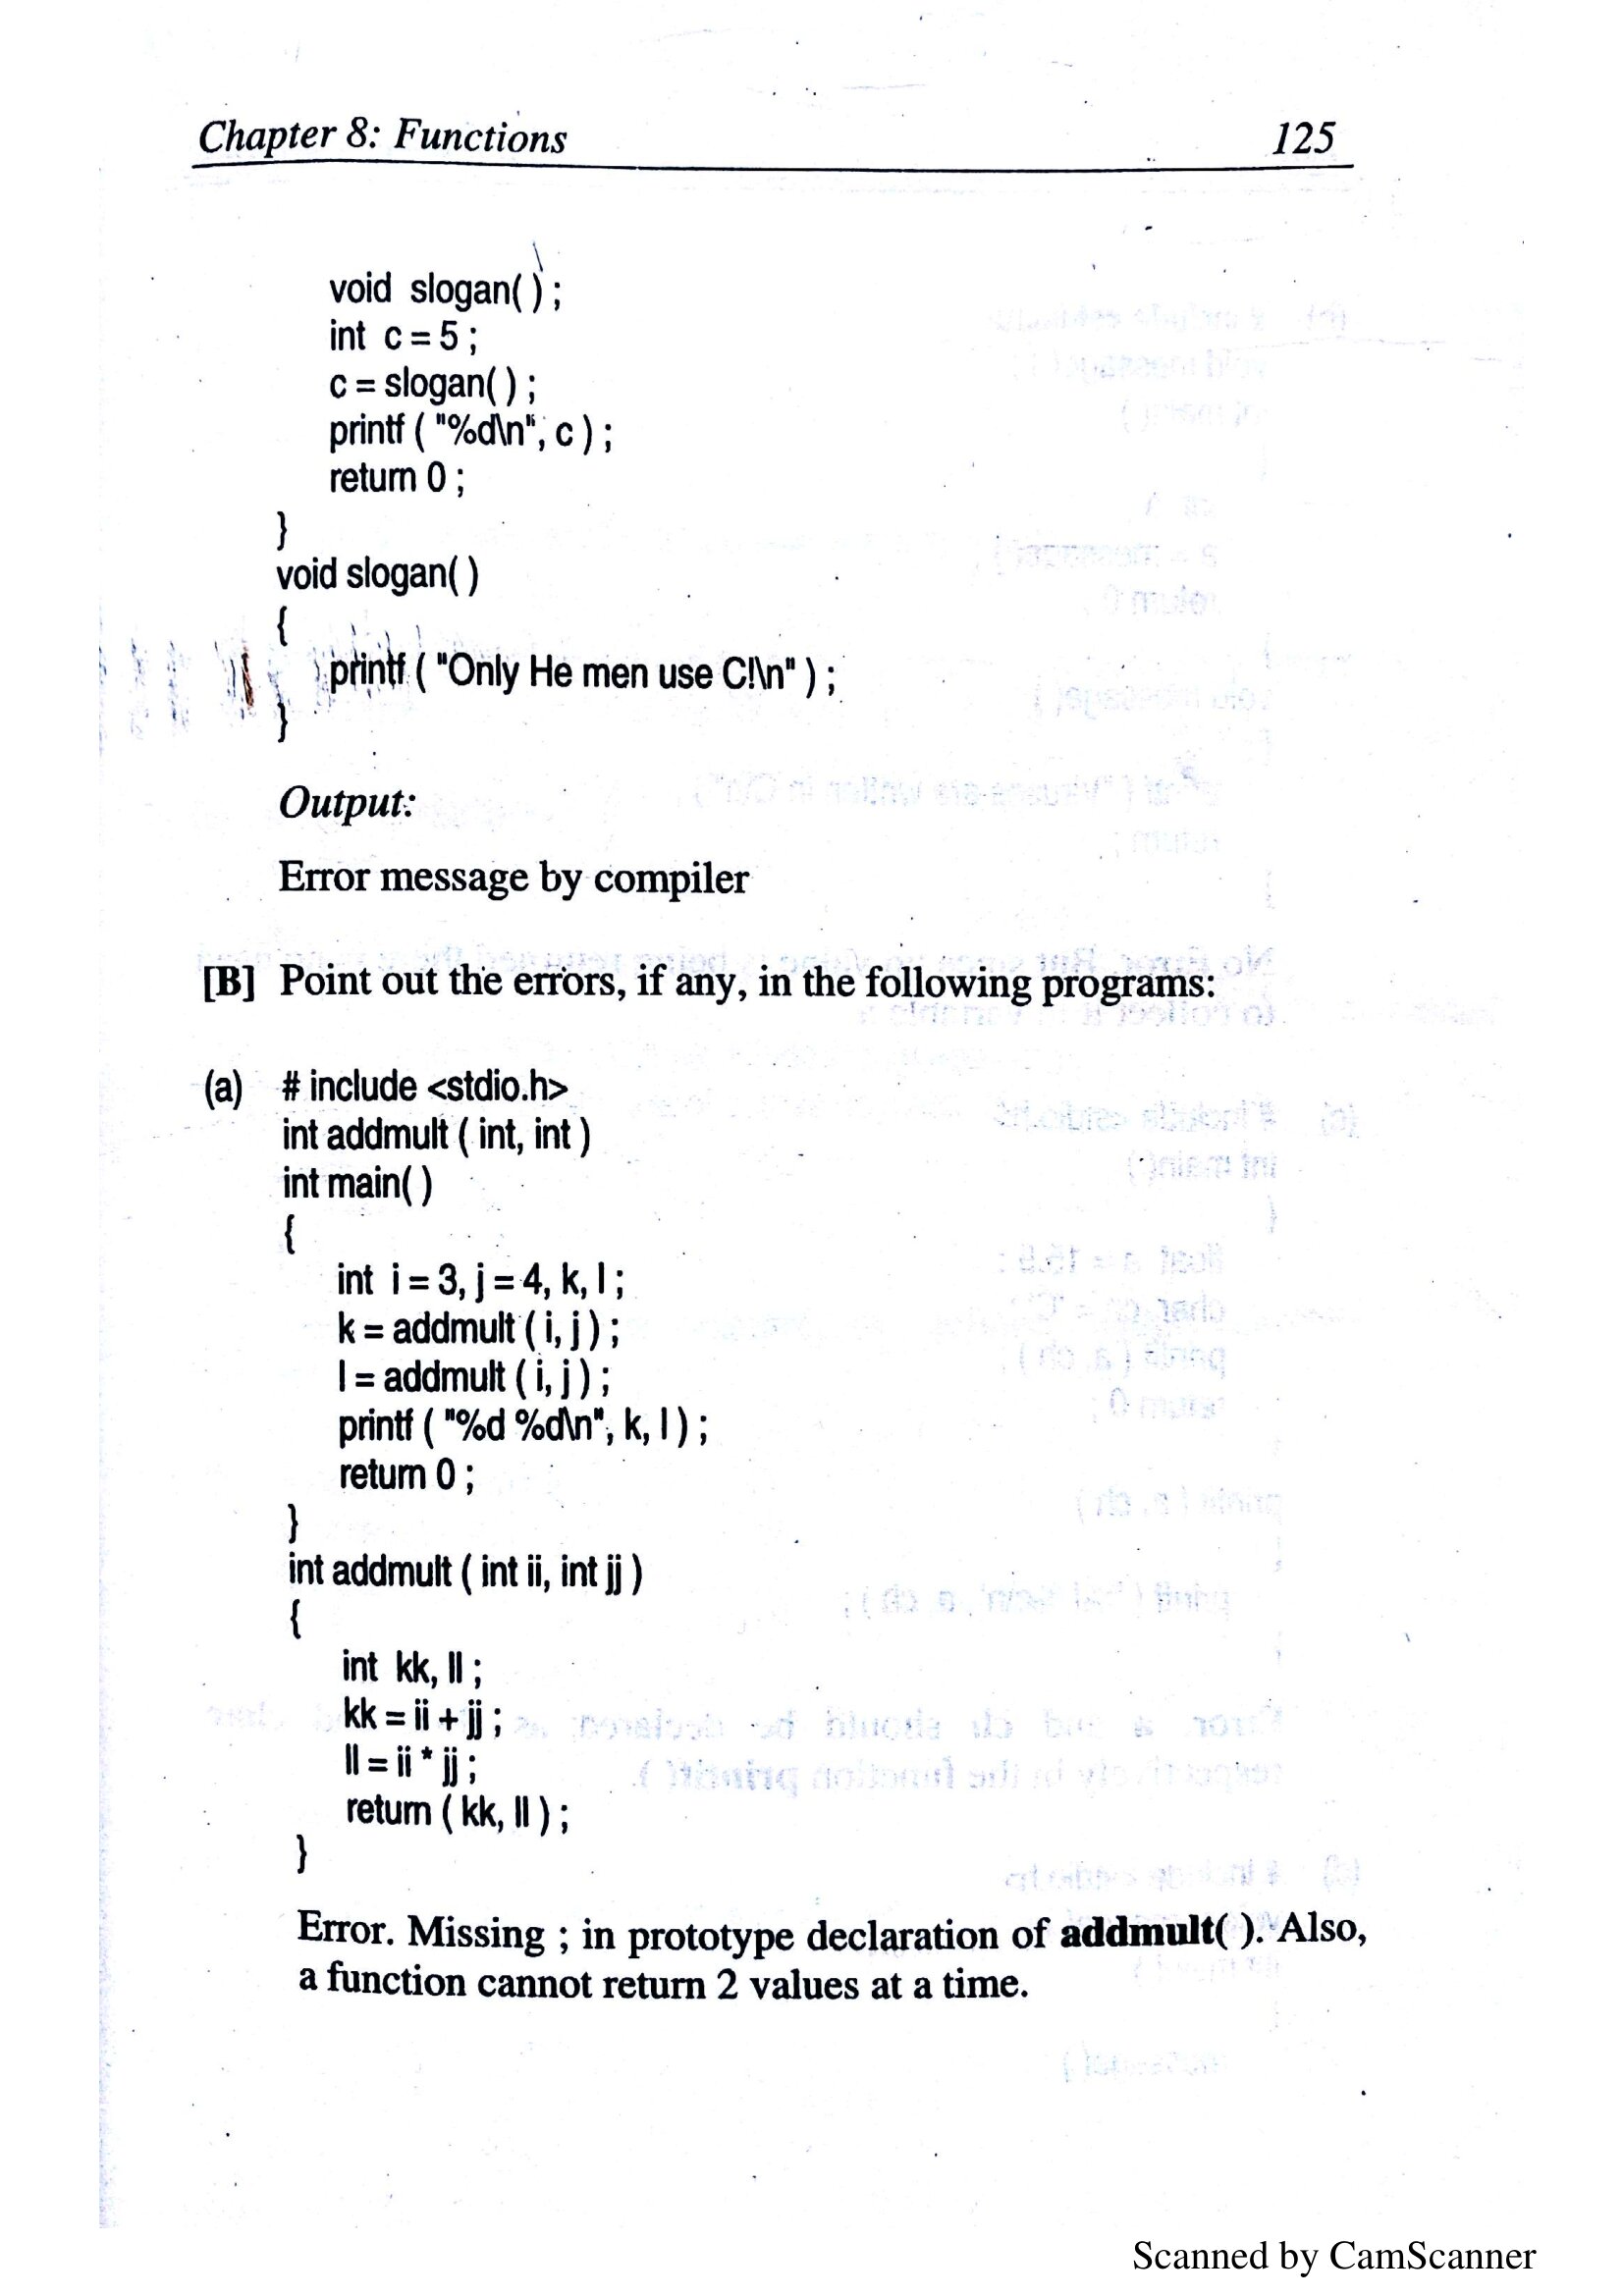 Chapter 8: Functions 125
void slogan( ) ;
int c = 5 ;
c = slogan( ) ;
printf ( "%d\n", c ) ;
return 0 ;
}
void slogan( )
{
printf ( "Only He men use C!\n" ) ;
}
Output:
Error message by compiler
[B] Point out the errors, if any, in the following programs:
(a) # include <stdio.h>
int addmult ( int, int )
int main( )
{
int i = 3, j = 4, k, l ;
k = addmult ( i, j ) ;
l = addmult ( i, j ) ;
printf ( "%d %d\n", k, l ) ;
return 0 ;
}
int addmult ( int ii, int jj )
{
int kk, ll ;
kk = ii + jj ;
ll = ii * jj ;
return ( kk, ll ) ;
}
Error. Missing ; in prototype declaration of addmult( ). Also,
a function cannot return 2 values at a time.
Scanned by CamScanner